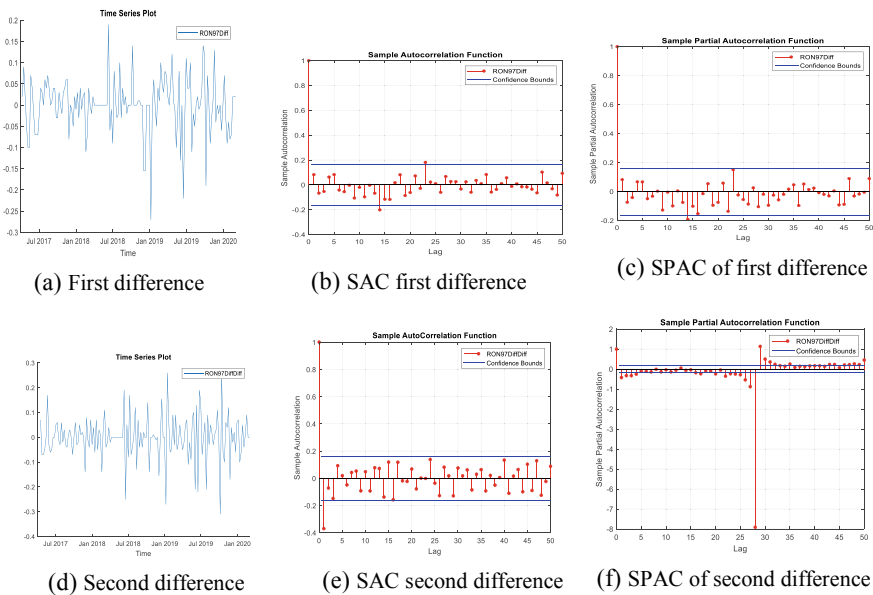 Time Series Plot
RON97Diff
0.2
0.15
0.1
0.05
0
-0.05
-0.1
-0.15
-0.2
-0.25
-0.3
Jul 2017 Jan 2018 Jul 2018 Jan 2019 Jul 2019 Jan 2020
Time
(a) First difference
Sample Autocorrelation Function
RON97Diff
Confidence Bounds
Sample Autocorrelation
1
0.8
0.6
0.4
0.2
0
-0.2
-0.4
0 5 10 15 20 25 30 35 40 45 50
Lag
(b) SAC first difference
Sample Partial Autocorrelation Function
RON97Diff
Confidence Bounds
Sample Partial Autocorrelation
1
0.8
0.6
0.4
0.2
0
-0.2
0 5 10 15 20 25 30 35 40 45 50
Lag
(c) SPAC of first difference
Time Series Plot
RON97DiffDiff
0.3
0.2
0.1
0
-0.1
-0.2
-0.3
-0.4
Jul 2017 Jan 2018 Jul 2018 Jan 2019 Jul 2019 Jan 2020
Time
(d) Second difference
Sample AutoCorrelation Function
RON97DiffDiff
Confidence Bounds
Sample Autocorrelation
1
0.8
0.6
0.4
0.2
0
-0.2
-0.4
0 5 10 15 20 25 30 35 40 45 50
Lag
(e) SAC second difference
Sample Partial Autocorrelation Function
RON97DiffDiff
Confidence Bounds
Sample Partial Autocorrelation
2
1
0
-1
-2
-3
-4
-5
-6
-7
-8
0 5 10 15 20 25 30 35 40 45 50
Lag
(f) SPAC of second difference